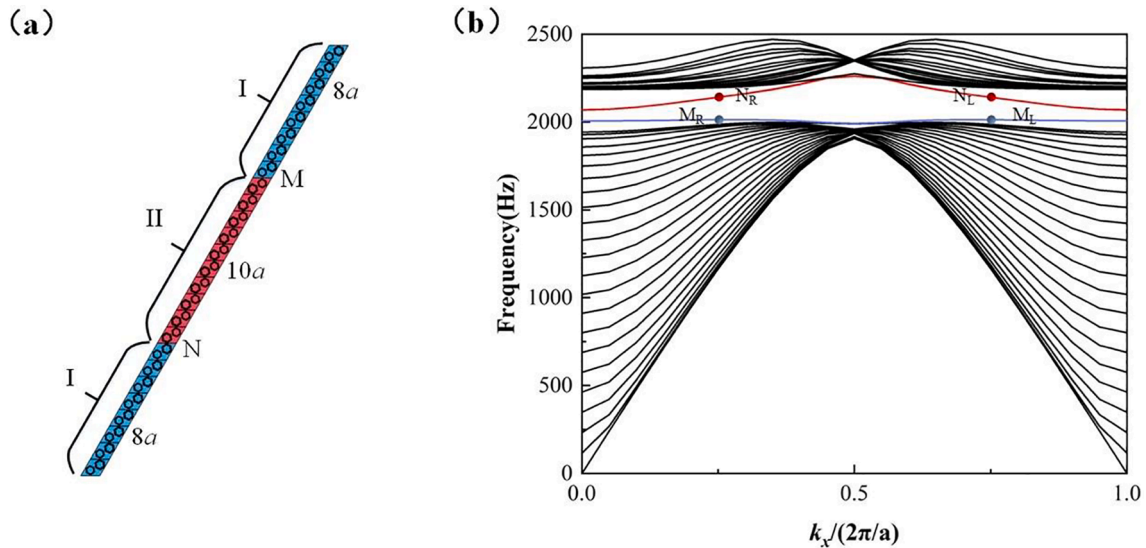 (a)
I
8a
M
II
10a
N
I
8a
(b)
2500
2000
1500
1000
500
0
Frequency(Hz)
N_R
N_L
M_R
M_L
0.0
0.5
1.0
k_x/(2π/a)